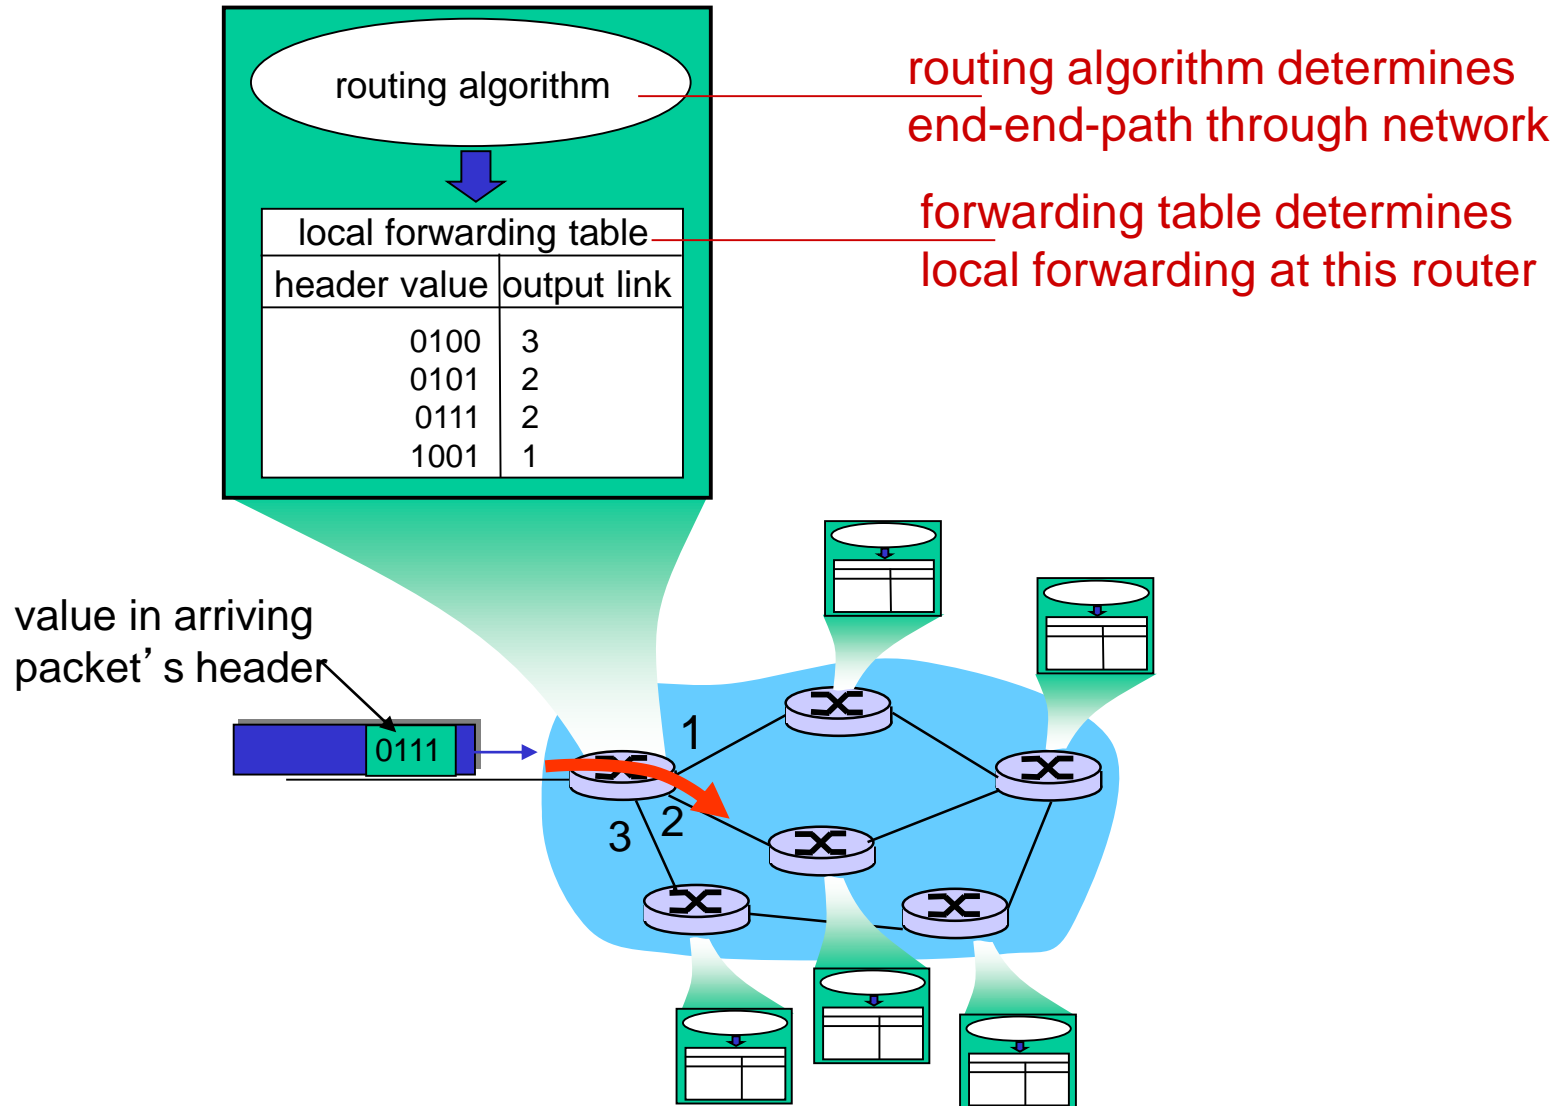 routing algorithm
routing algorithm determines
end-end-path through network
local forwarding table
forwarding table determines
local forwarding at this router
header value output link
0100 3
0101 2
0111 2
1001 1
value in arriving
packet’s header
0111
1
2
3